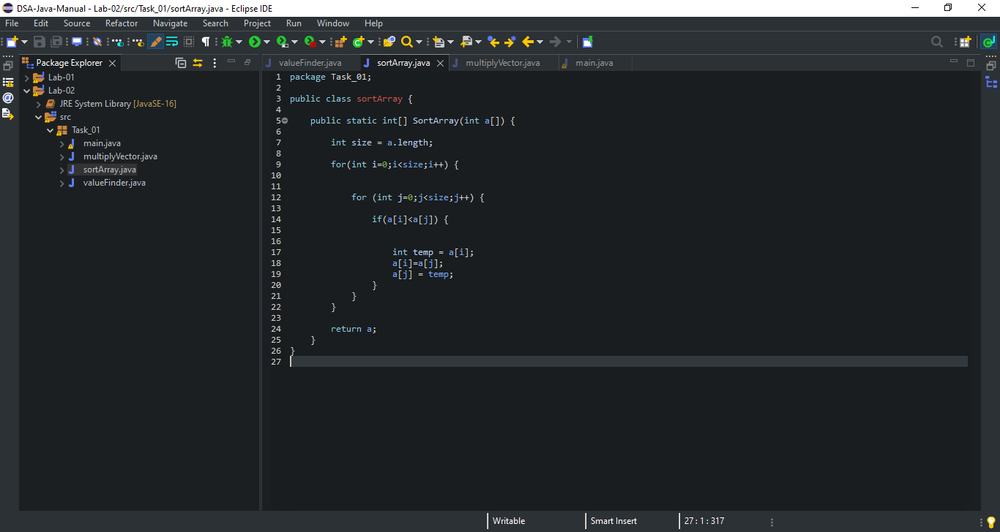 DSA-Java-Manual - Lab-02/src/Task_01/sortArray.java - Eclipse IDE
File Edit Source Refactor Navigate Search Project Run Window Help
Package Explorer
valueFinder.java sortArray.java multiplyVector.java main.java
Lab-01
Lab-02
JRE System Library [JavaSE-16]
src
Task_01
main.java
multiplyVector.java
sortArray.java
valueFinder.java
1 package Task_01;
2
3 public class sortArray {
4
5 public static int[] SortArray(int a[]) {
6
7 int size = a.length;
8
9 for(int i=0;i<size;i++) {
10
11
12 for (int j=0;j<size;j++) {
13
14 if(a[i]<a[j]) {
15
16
17 int temp = a[i];
18 a[i]=a[j];
19 a[j] = temp;
20 }
21 }
22 }
23
24 return a;
25 }
26 }
27
Writable Smart Insert 27 : 1 : 317